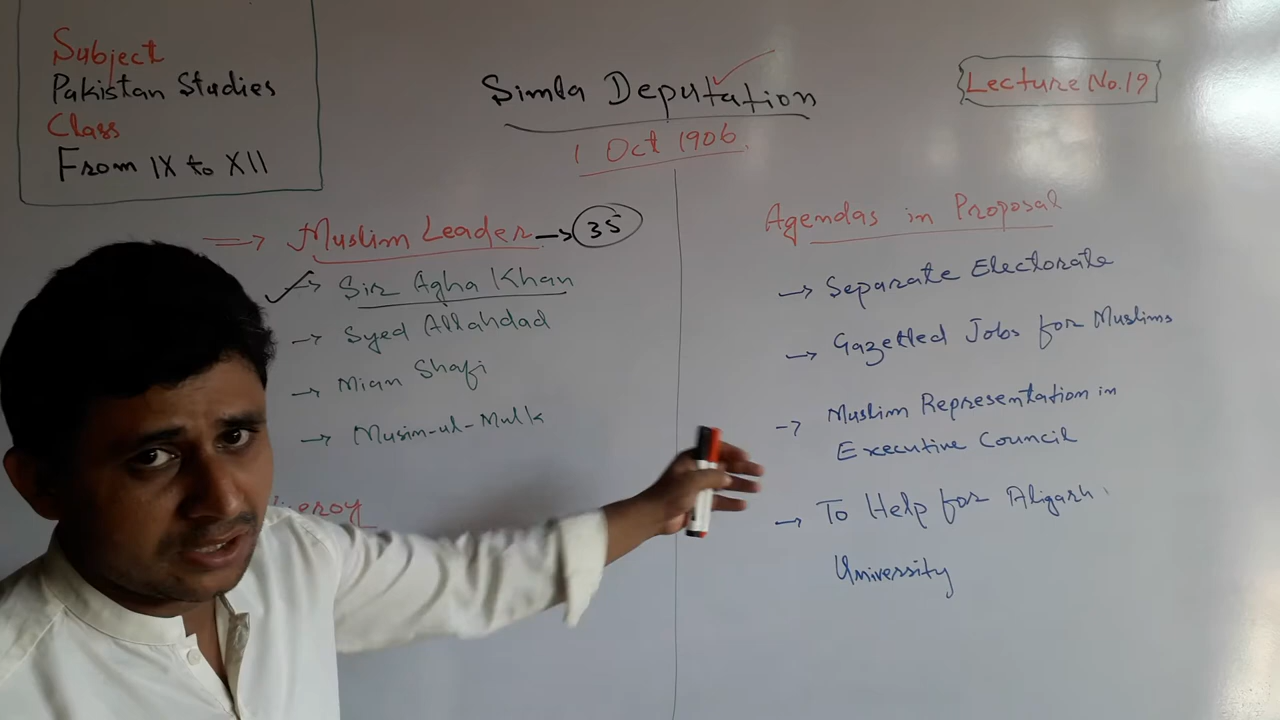 Subject
Pakistan Studies
Class
From IX to XII
Simla Deputation
1 Oct 1906
Lecture No.19
Muslim Leader → 35
→ Sir Agha Khan
→ Syed Allahdad
→ Mian Shafi
→ Musim-ul-Mulk
Agendas in Proposal
→ Separate Electorate
→ Gazetted Jobs for Muslims
→ Muslim Representation in
Executive Council
→ To Help for Aligarh
University